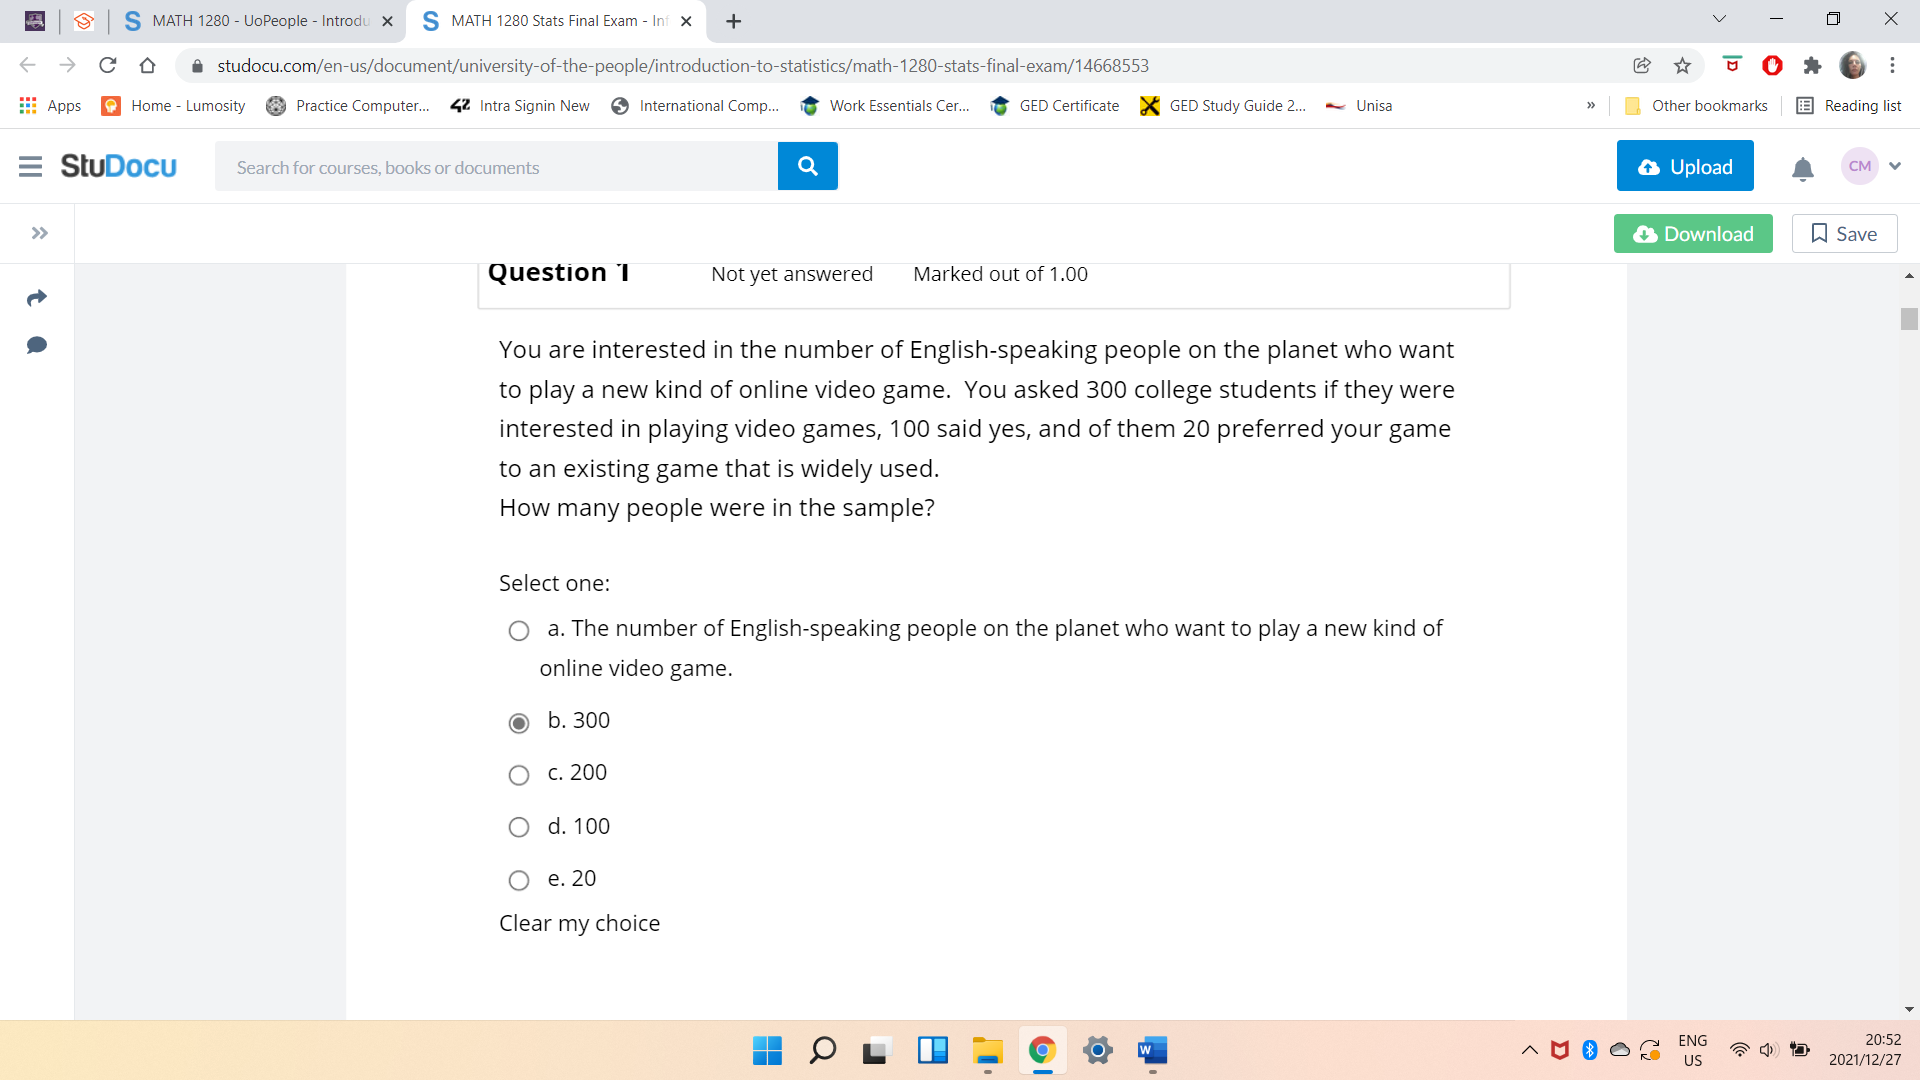 MATH 1280 - UoPeople - Introdu
MATH 1280 Stats Final Exam - Inf
studocu.com/en-us/document/university-of-the-people/introduction-to-statistics/math-1280-stats-final-exam/14668553
Apps Home - Lumosity Practice Computer... Intra Signin New International Comp... Work Essentials Cer... GED Certificate GED Study Guide 2... Unisa » Other bookmarks Reading list
StuDocu Search for courses, books or documents Upload CM
Download Save
Question 1 Not yet answered Marked out of 1.00
You are interested in the number of English-speaking people on the planet who want
to play a new kind of online video game.  You asked 300 college students if they were
interested in playing video games, 100 said yes, and of them 20 preferred your game
to an existing game that is widely used.
How many people were in the sample?
Select one:
a. The number of English-speaking people on the planet who want to play a new kind of
online video game.
b. 300
c. 200
d. 100
e. 20
Clear my choice
ENG
US
20:52
2021/12/27